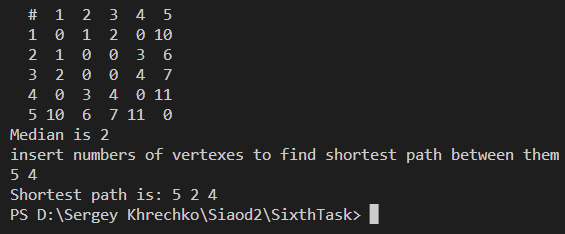 # 1 2 3 4 5
1 0 1 2 0 10
2 1 0 0 3 6
3 2 0 0 4 7
4 0 3 4 0 11
5 10 6 7 11 0
Median is 2
insert numbers of vertexes to find shortest path between them
5 4
Shortest path is: 5 2 4
PS D:\Sergey Khrechko\Siaod2\SixthTask>